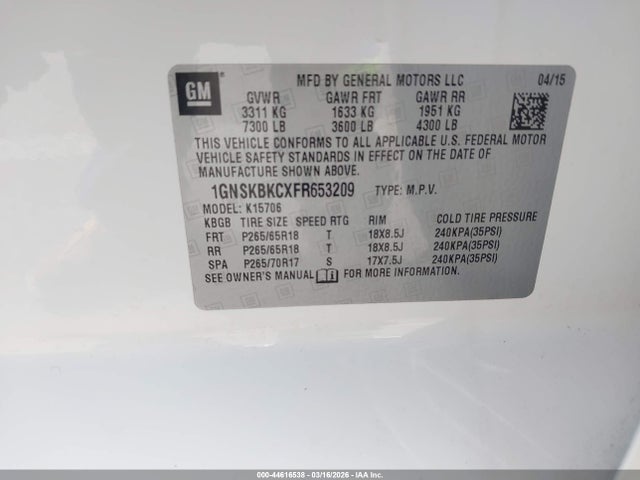 GM
MFD BY GENERAL MOTORS LLC 04/15
GVWR GAWR FRT GAWR RR
3311 KG 1633 KG 1951 KG
7300 LB 3600 LB 4300 LB
THIS VEHICLE CONFORMS TO ALL APPLICABLE U.S. FEDERAL MOTOR
VEHICLE SAFETY STANDARDS IN EFFECT ON THE DATE OF
MANUFACTURE SHOWN ABOVE.
1GNSKBKCXFR653209 TYPE: M.P.V.
MODEL: K15706
KBGB TIRE SIZE SPEED RTG RIM COLD TIRE PRESSURE
FRT P265/65R18 T 18X8.5J 240KPA(35PSI)
RR P265/65R18 T 18X8.5J 240KPA(35PSI)
SPA P265/70R17 S 17X7.5J 240KPA(35PSI)
SEE OWNER'S MANUAL FOR MORE INFORMATION.
000-44616538 - 03/16/2026 - © IAA Inc.